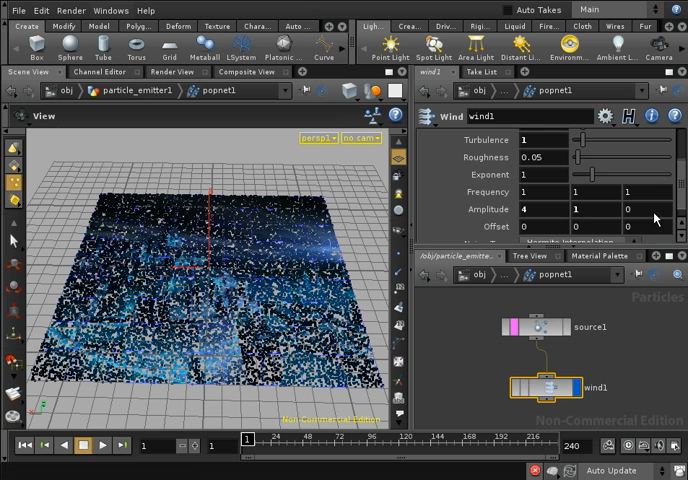 File Edit Render Windows Help Auto Takes Main
Create Modify Model Polyg... Deform Texture Chara... Auto ...
Ligh... Crea... Driv... Parti... Rigid... Liquid Fire... Cloth Wires Fur
Box Sphere Tube Grid Metaball LSystem Platonic ...
Point Light Spot Light Area Light Distant Li... Environm... Ambient L... Camera
Scene View Channel Editor Render View Composite View
wind1 Take List
obj particle_emitter1 popnet1
obj popnet1
View
Wind wind1
persp1 no cam
Turbulence 1
Roughness 0.05
Exponent 1
Frequency 1 1 1
Amplitude 4 1 0
Offset 0 0 0
Hermite Interpolation
/obj/particle_emitte... Tree View Material Palette
obj popnet1
Particles
source1
wind1
Non-Commercial Edition
Non-Commercial Edition
1 1 1 24 48 72 96 120 144 168 192 216 240
Auto Update